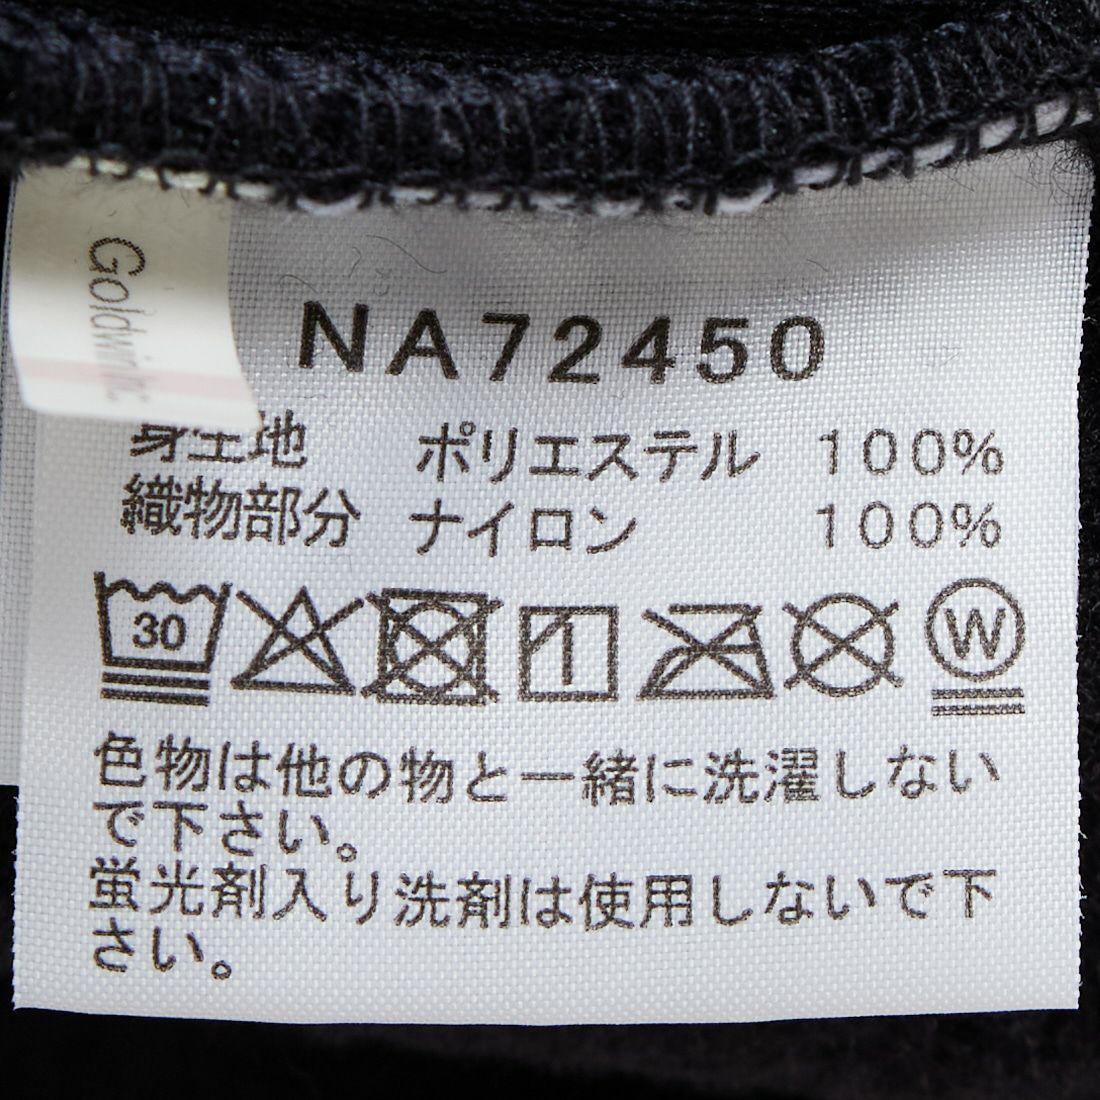 Goldwin
NA72450
身生地 ポリエステル 100%
織物部分 ナイロン 100%
30
W
色物は他の物と一緒に洗濯しない
で下さい。
蛍光剤入り洗剤は使用しないで下
さい。